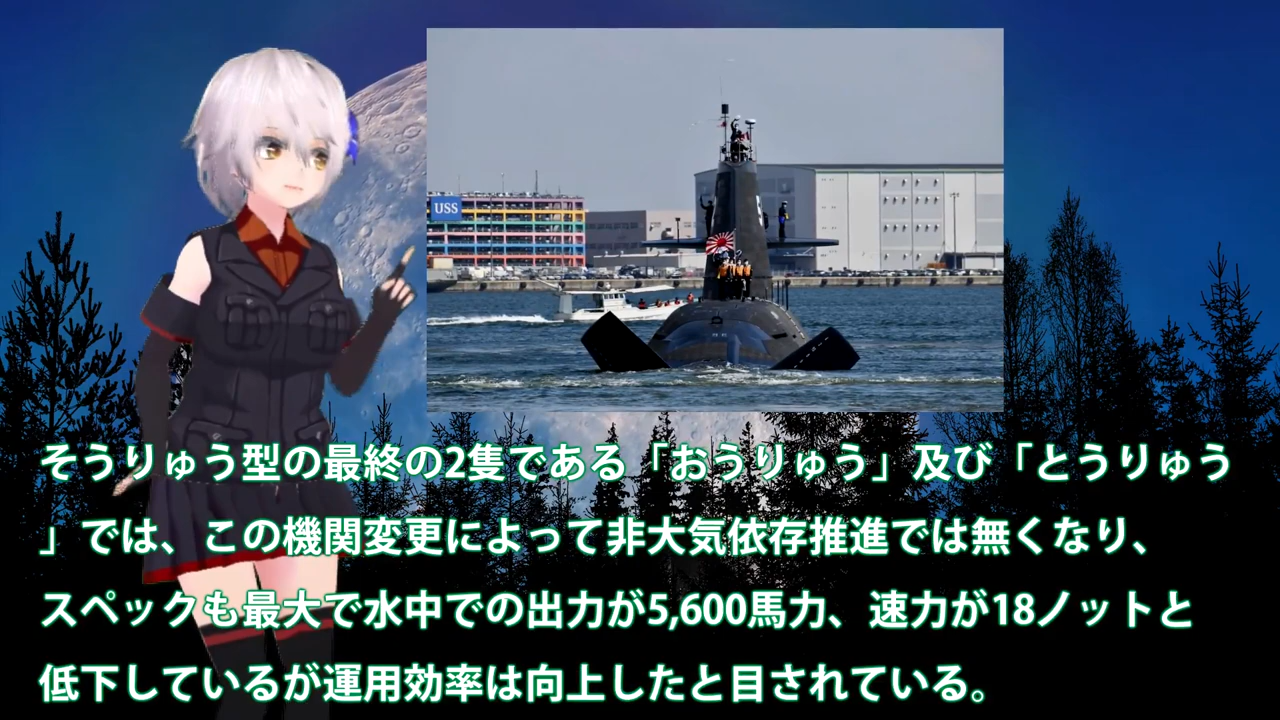 USS
そうりゅう型の最終の2隻である「おうりゅう」及び「とうりゅう
」では、この機関変更によって非大気依存推進では無くなり、
スペックも最大で水中での出力が5,600馬力、速力が18ノットと
低下しているが運用効率は向上したと目されている。